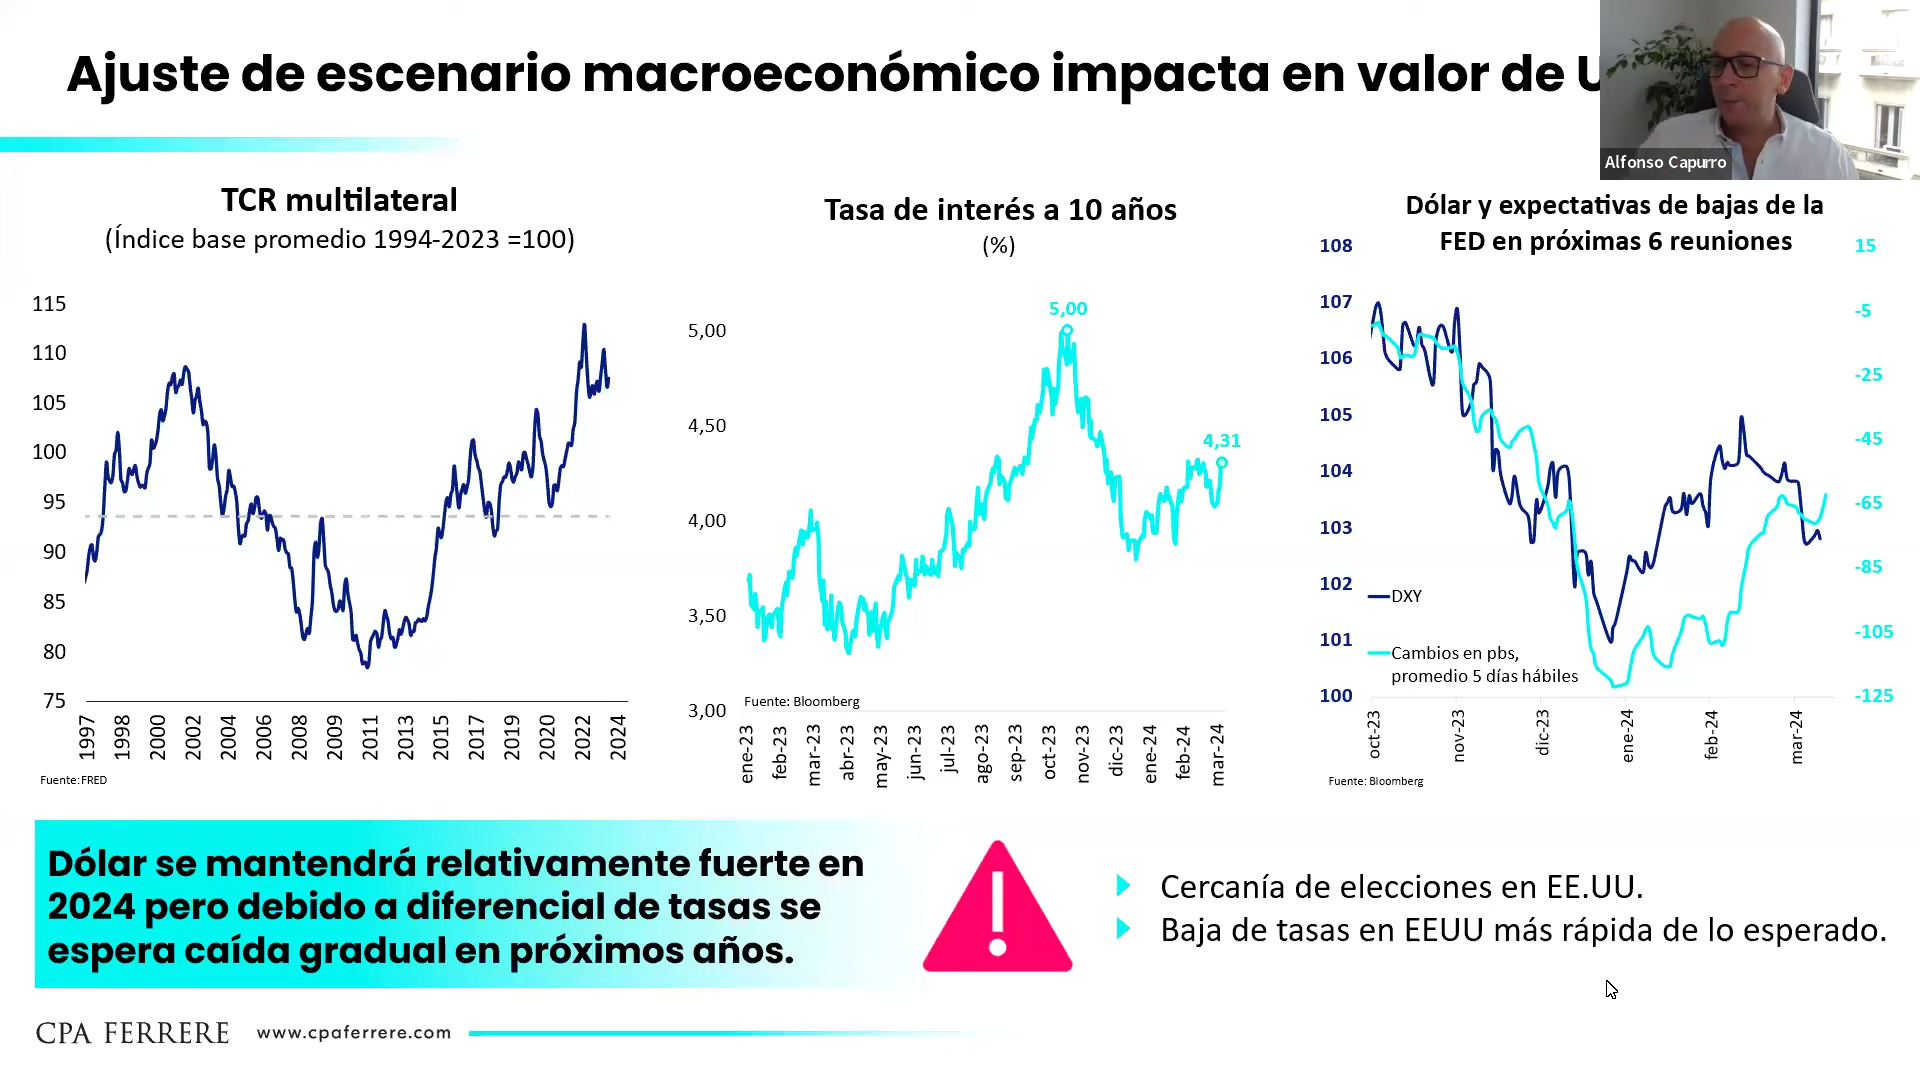 Ajuste de escenario macroeconómico impacta en valor de U
Alfonso Capurro
TCR multilateral
(Índice base promedio 1994-2023 =100)
115
110
105
100
95
90
85
80
75
1997
1998
2000
2002
2004
2006
2008
2009
2011
2013
2015
2017
2019
2020
2022
2024
Fuente: FRED
Tasa de interés a 10 años
(%)
5,00
4,50
4,00
3,50
3,00
5,00
4,31
Fuente: Bloomberg
ene-23
feb-23
mar-23
abr-23
may-23
jun-23
jul-23
ago-23
sep-23
oct-23
nov-23
dic-23
ene-24
feb-24
mar-24
Dólar y expectativas de bajas de la
FED en próximas 6 reuniones
108
107
106
105
104
103
102
101
100
15
-5
-25
-45
-65
-85
-105
-125
DXY
Cambios en pbs,
promedio 5 días hábiles
oct-23
nov-23
dic-23
ene-24
feb-24
mar-24
Fuente: Bloomberg
Dólar se mantendrá relativamente fuerte en
2024 pero debido a diferencial de tasas se
espera caída gradual en próximos años.
Cercanía de elecciones en EE.UU.
Baja de tasas en EEUU más rápida de lo esperado.
CPA FERRERE www.cpaferrere.com